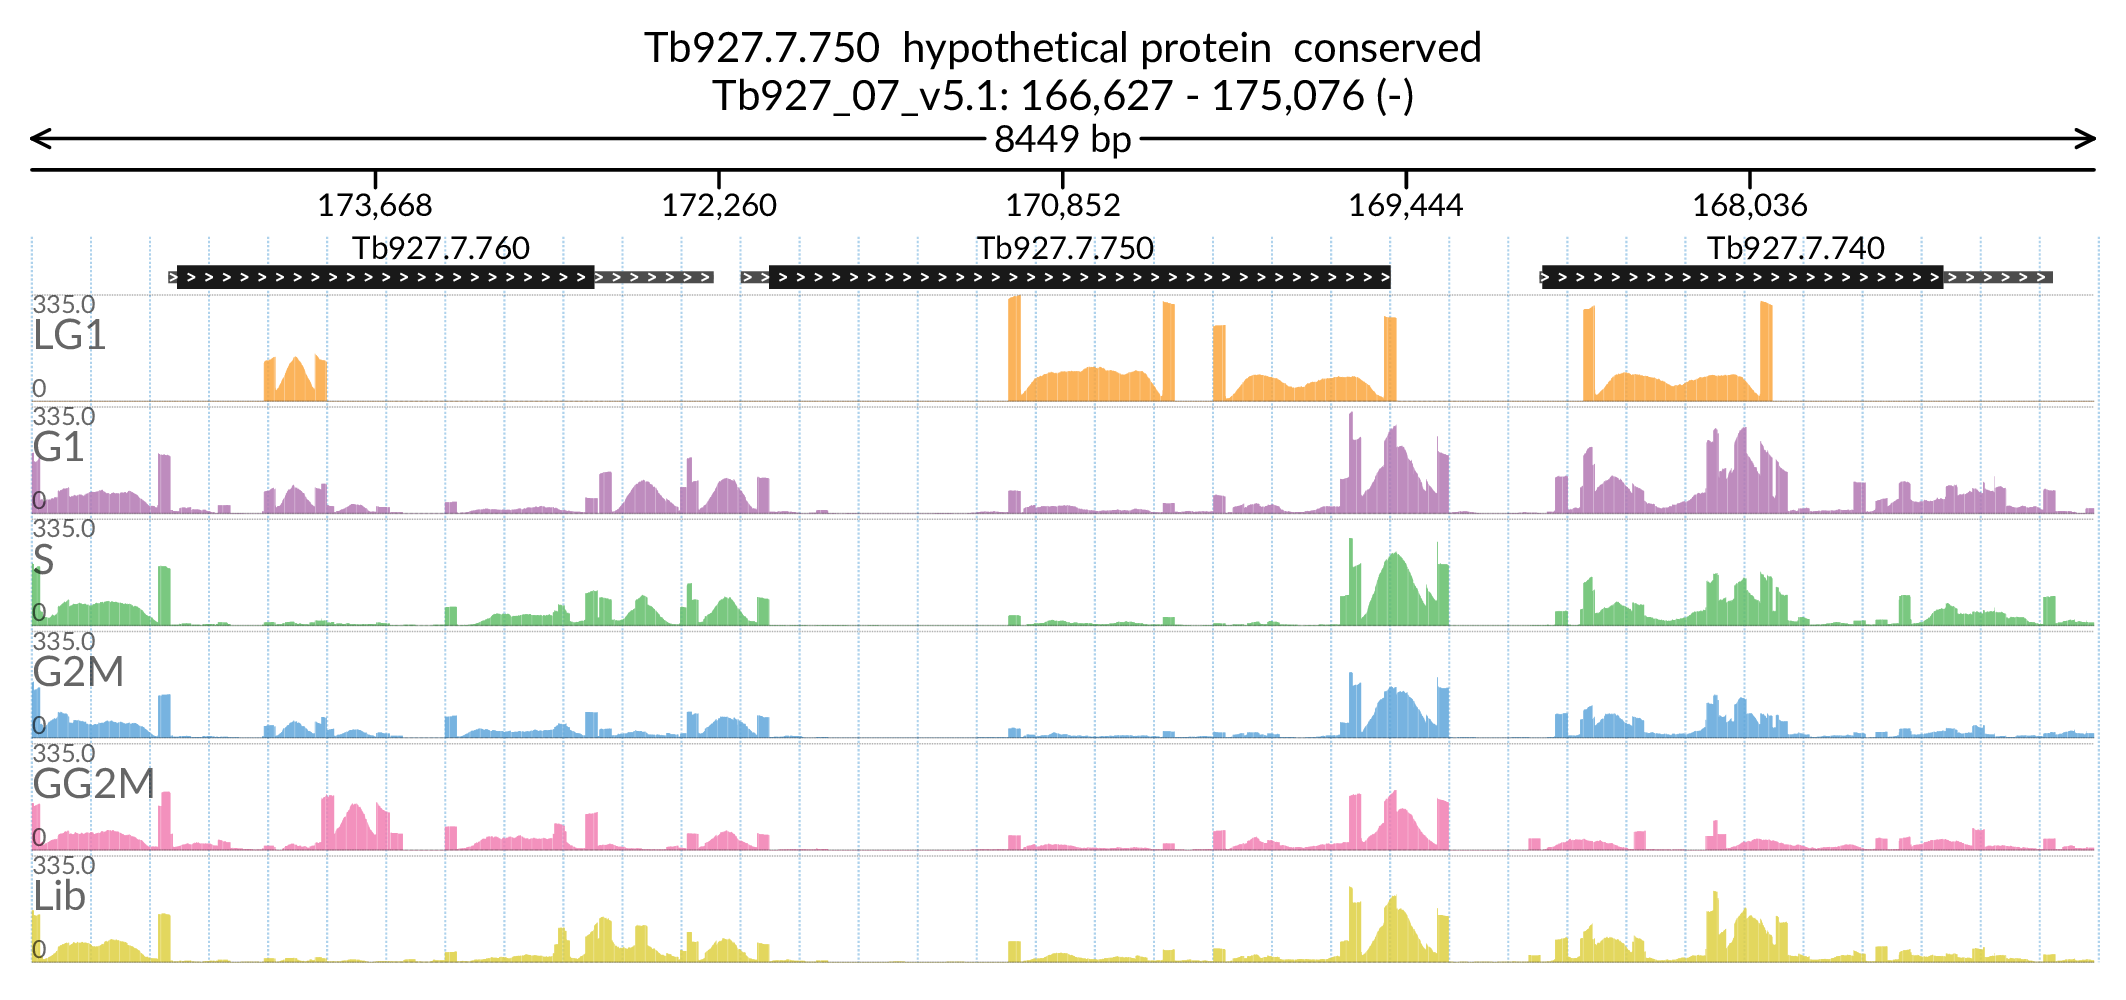 Tb927.7.750  hypothetical protein  conserved
Tb927_07_v5.1: 166,627 - 175,076 (-)
8449 bp
173,668 172,260 170,852 169,444 168,036
Tb927.7.760 Tb927.7.750 Tb927.7.740
335.0
LG1
0
335.0
G1
0
335.0
S
0
335.0
G2M
0
335.0
GG2M
0
335.0
Lib
0